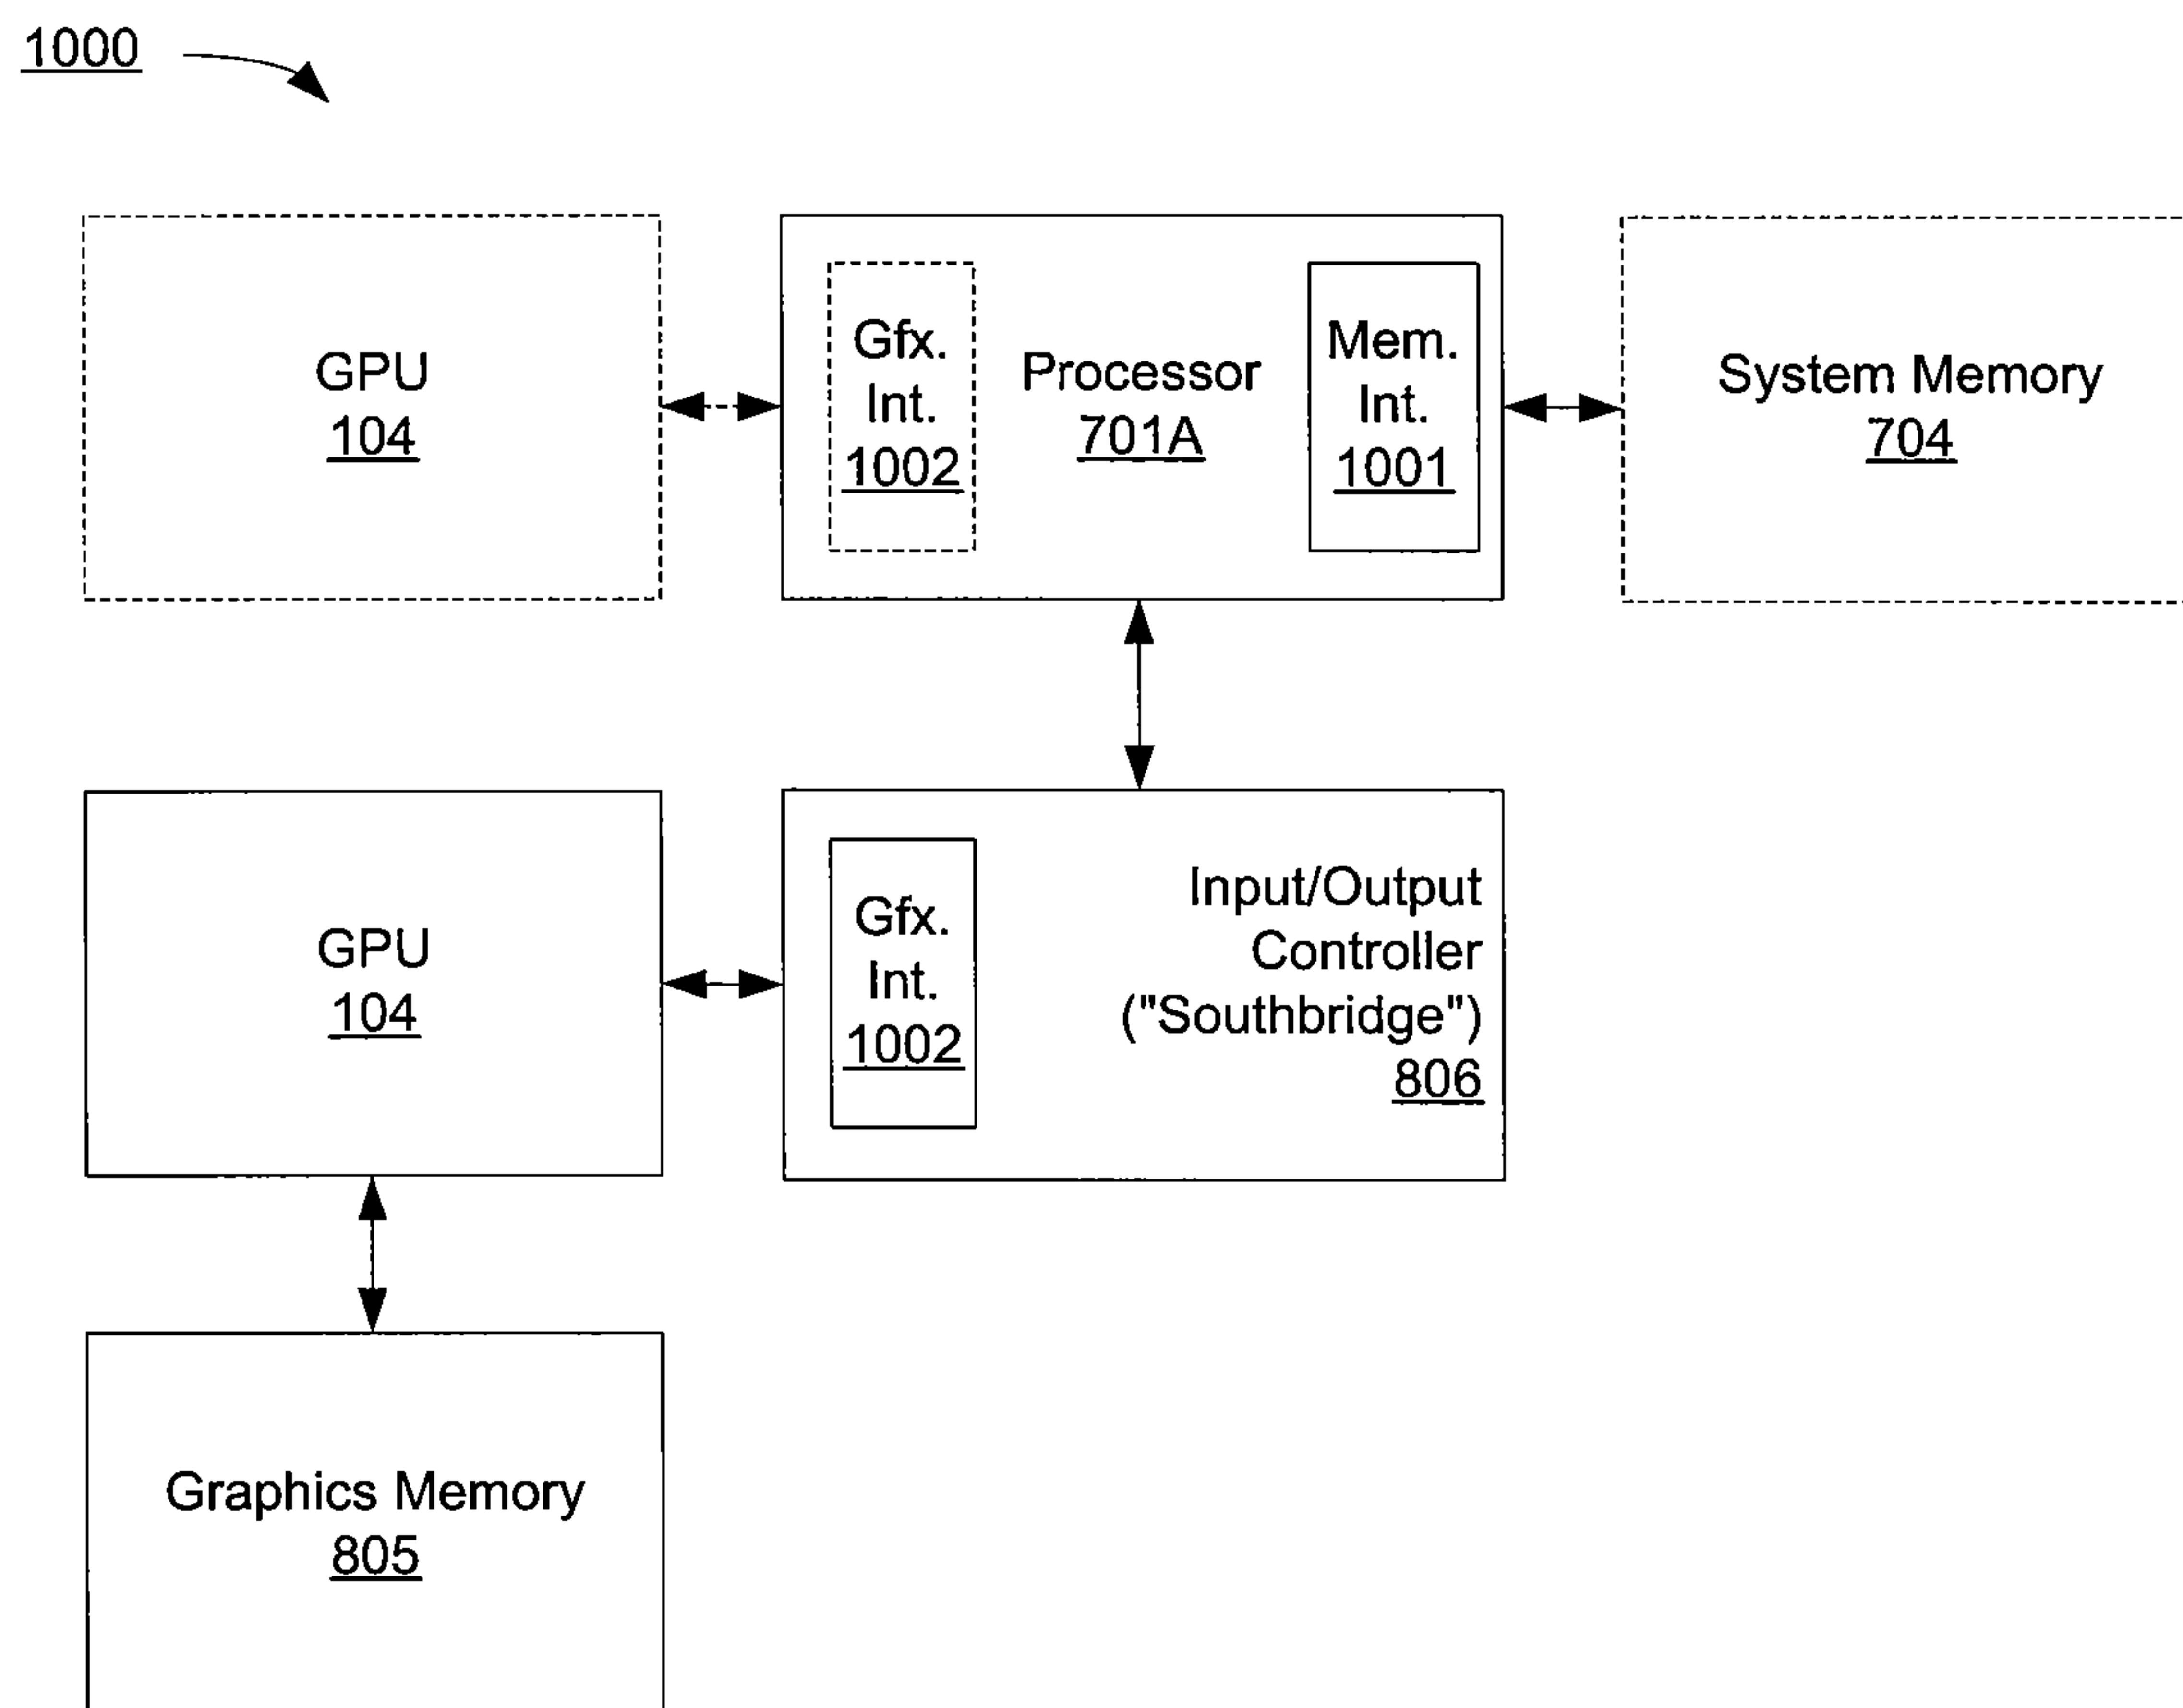 1000
GPU
104
Gfx.
Int.
1002
Processor
701A
Mem.
Int.
1001
System Memory
704
GPU
104
Gfx.
Int.
1002
Input/Output
Controller
("Southbridge")
806
Graphics Memory
805